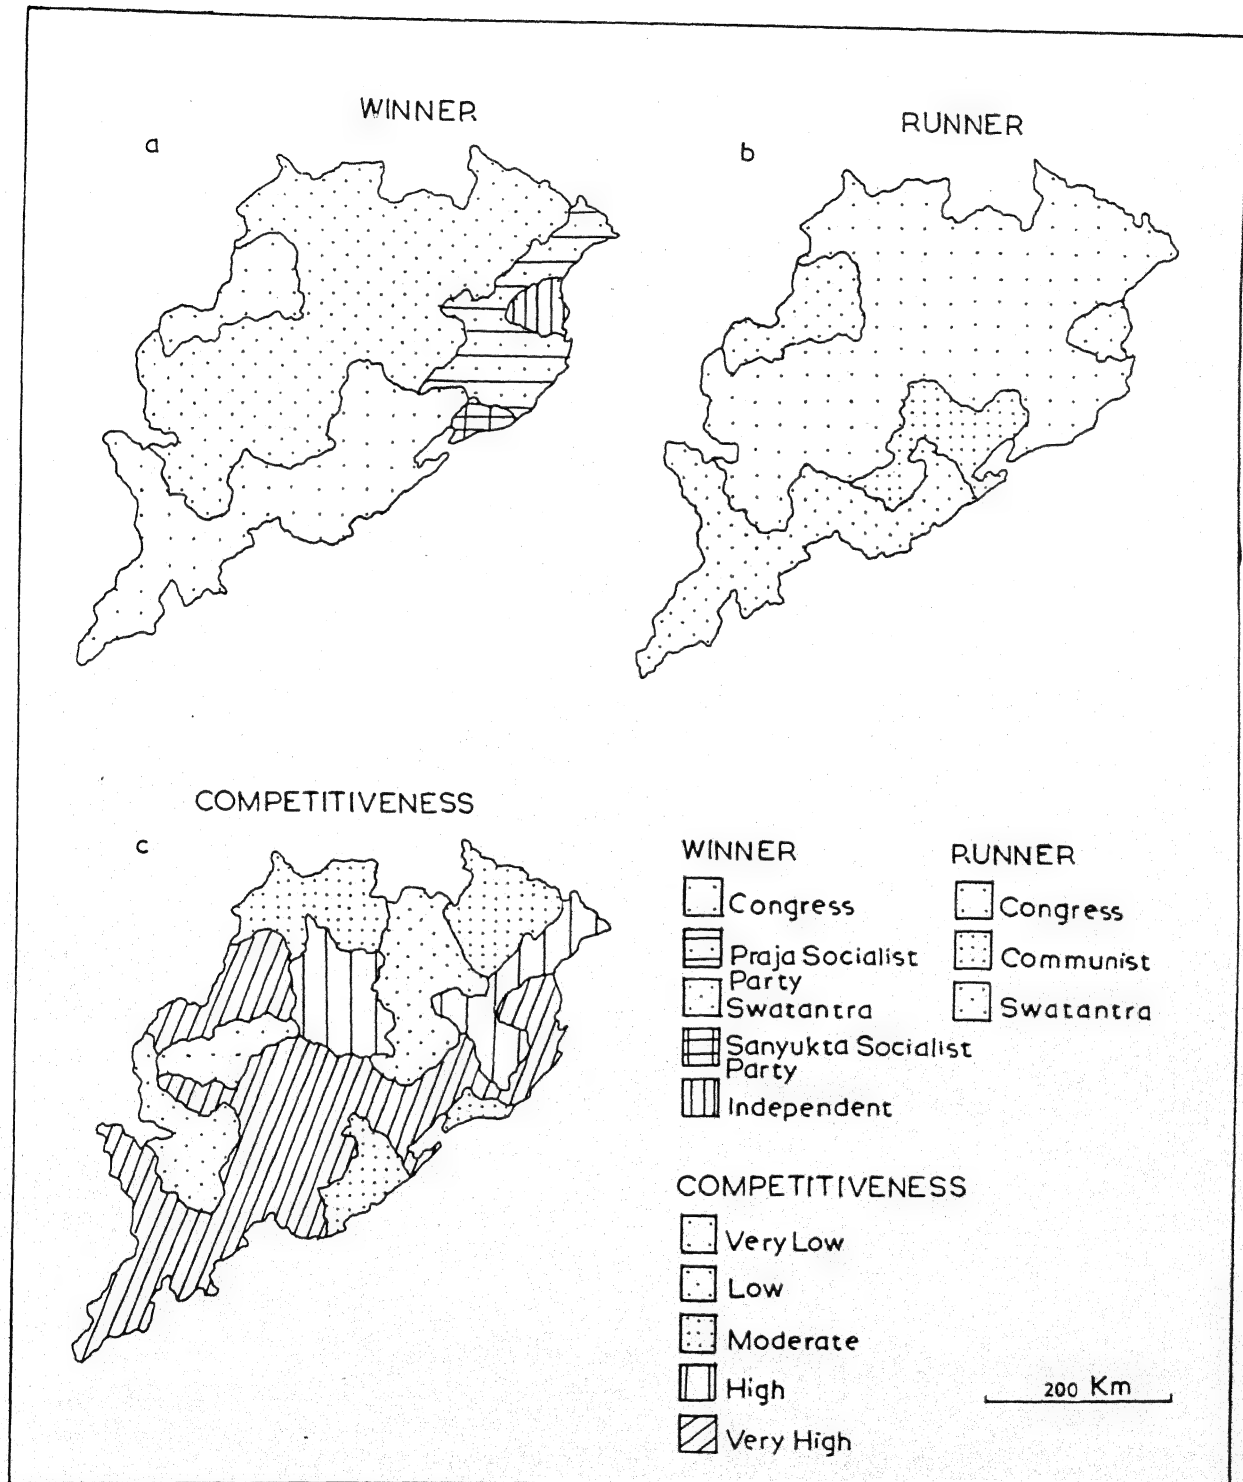 WINNER
a
RUNNER
b
COMPETITIVENESS
c
WINNER
Congress
Praja Socialist
Party
Swatantra
Sanyukta Socialist
Party
Independent
RUNNER
Congress
Communist
Swatantra
COMPETITIVENESS
Very Low
Low
Moderate
High
Very High
200 Km